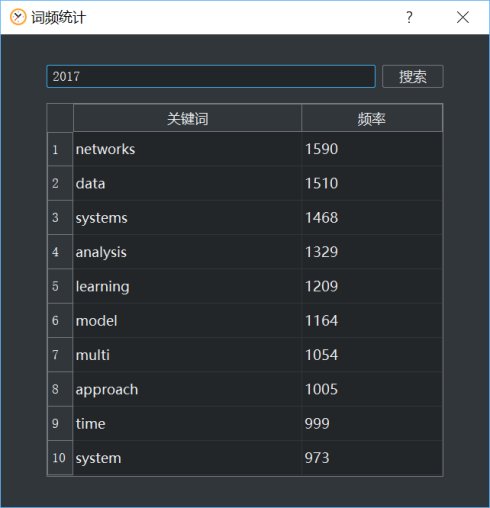 词频统计
2017 搜索
关键词 频率
1 networks 1590
2 data 1510
3 systems 1468
4 analysis 1329
5 learning 1209
6 model 1164
7 multi 1054
8 approach 1005
9 time 999
10 system 973